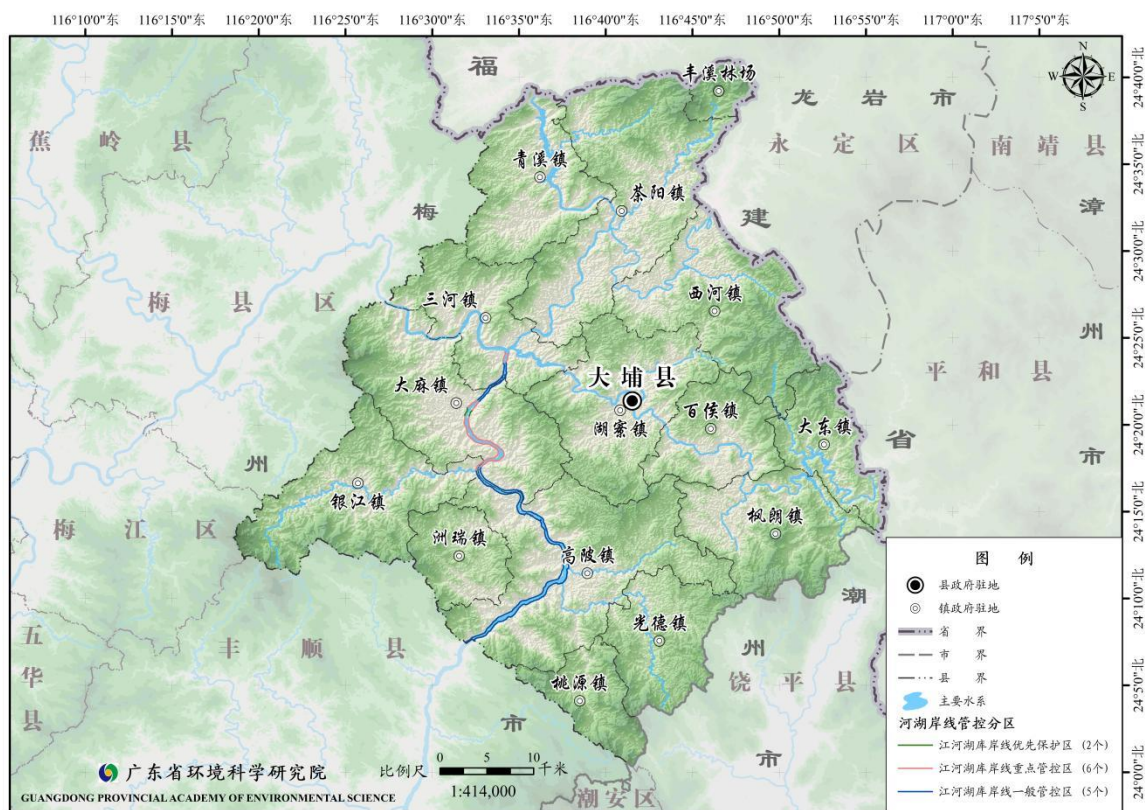 116°10'0"东 116°15'0"东 116°20'0"东 116°25'0"东 116°30'0"东 116°35'0"东 116°40'0"东 116°45'0"东 116°50'0"东 116°55'0"东 117°0'0"东 117°5'0"东
N
W E
S
24°40'0"北
24°35'0"北
24°30'0"北
24°25'0"北
24°20'0"北
24°15'0"北
24°10'0"北
24°5'0"北
24°0'0"北
福
建
省
龙岩市
永定区
南靖县
漳
州
市
平和县
蕉岭县
梅
州
市
梅县区
梅江区
五华县
丰顺县
潮
州
市
饶平县
潮安区
丰溪林场
青溪镇
茶阳镇
三河镇
西河镇
大麻镇
大埔县
湖寮镇
百侯镇
大东镇
银江镇
洲瑞镇
高陂镇
枫朗镇
光德镇
桃源镇
图 例
县政府驻地
镇政府驻地
省 界
市 界
县 界
主要水系
河湖岸线管控分区
江河湖库岸线优先保护区 (2个)
江河湖库岸线重点管控区 (6个)
江河湖库岸线一般管控区 (5个)
广东省环境科学研究院
GUANGDONG PROVINCIAL ACADEMY OF ENVIRONMENTAL SCIENCE
比例尺 0 5 10 千米
1:414,000